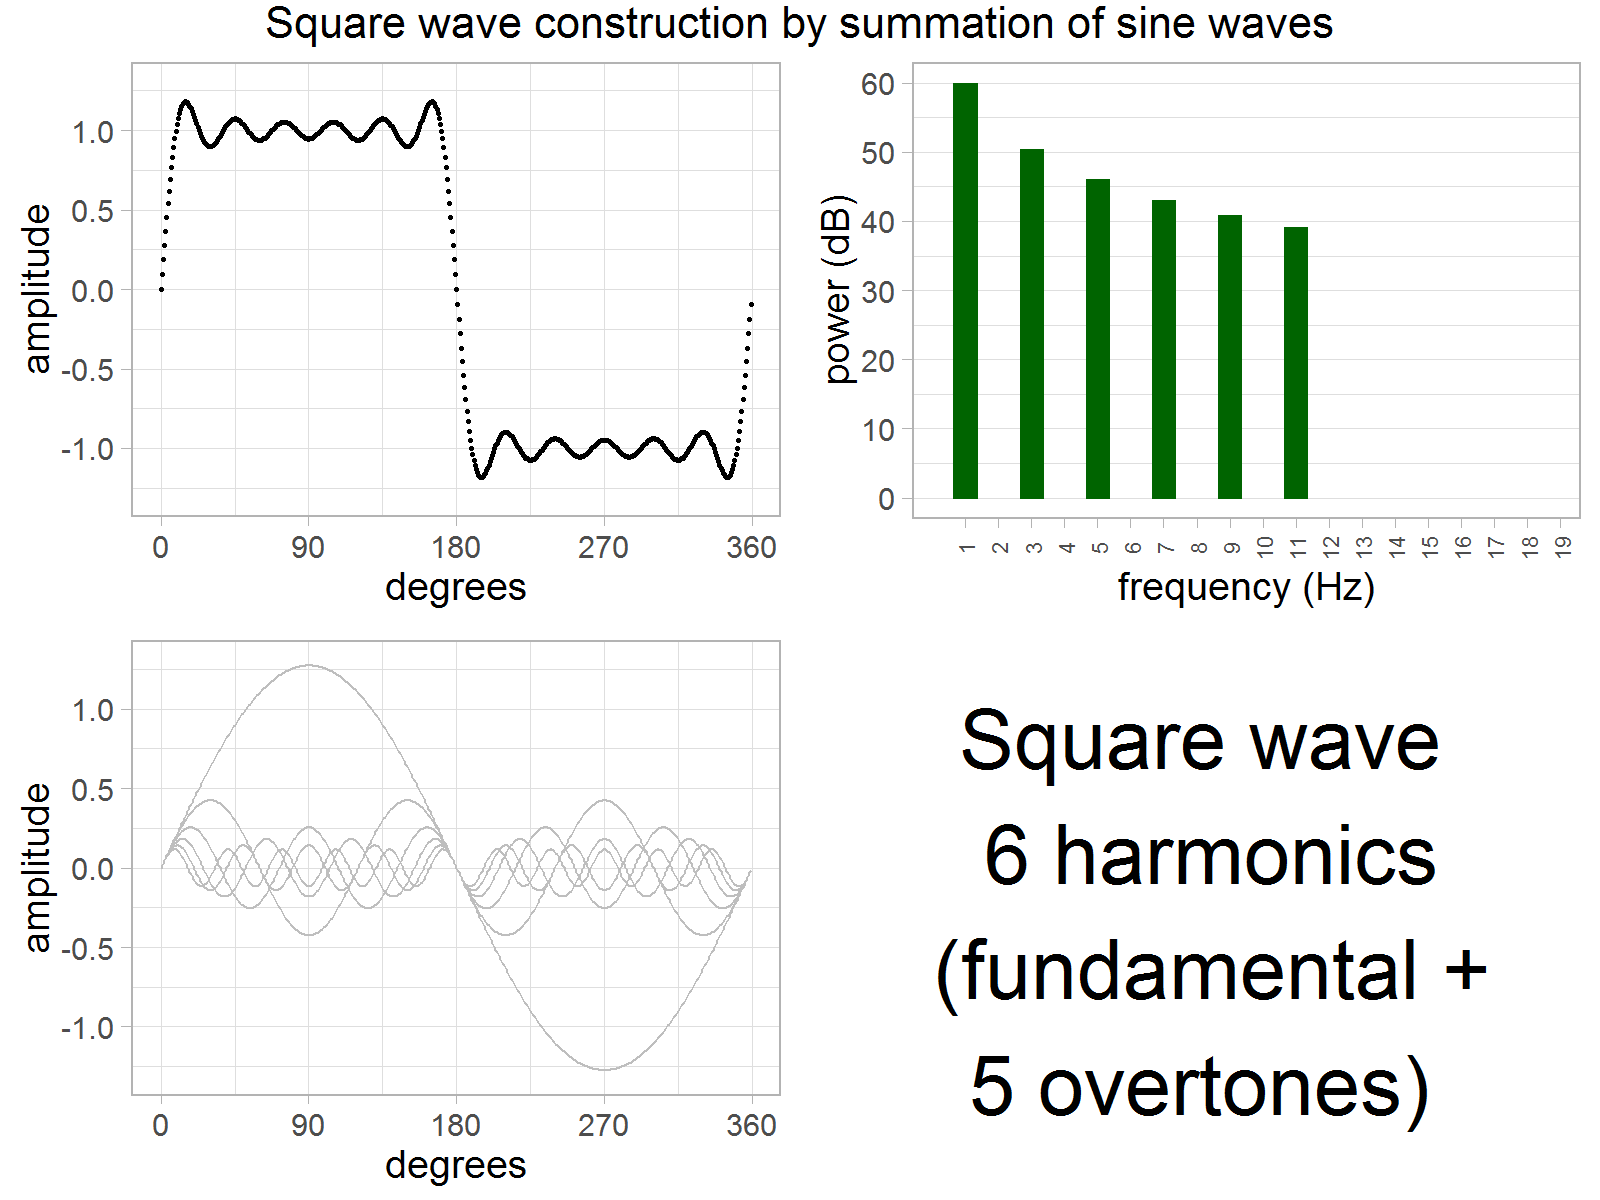 Square wave construction by summation of sine waves
amplitude
1.0
0.5
0.0
-0.5
-1.0
0 90 180 270 360
degrees
power (dB)
60
50
40
30
20
10
0
1 2 3 4 5 6 7 8 9 10 11 12 13 14 15 16 17 18 19
frequency (Hz)
amplitude
1.0
0.5
0.0
-0.5
-1.0
0 90 180 270 360
degrees
Square wave
6 harmonics
(fundamental +
5 overtones)